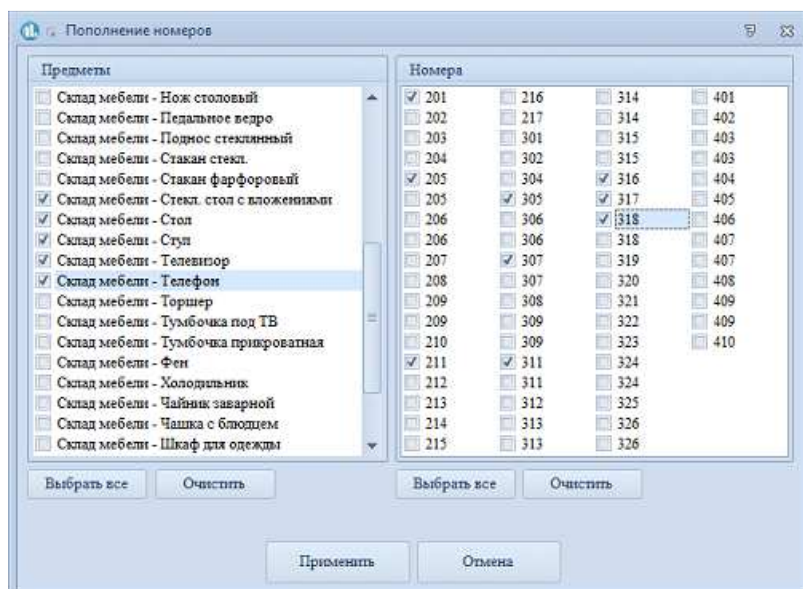 Пополнение номеров
Предметы
Склад мебели - Нож столовый
Склад мебели - Педальное ведро
Склад мебели - Поднос стеклянный
Склад мебели - Стакан стекл.
Склад мебели - Стакан фарфоровый
Склад мебели - Стекл. стол с вложениями
Склад мебели - Стол
Склад мебели - Стул
Склад мебели - Телевизор
Склад мебели - Телефон
Склад мебели - Торшер
Склад мебели - Тумбочка под ТВ
Склад мебели - Тумбочка прикроватная
Склад мебели - Фен
Склад мебели - Холодильник
Склад мебели - Чайник заварной
Склад мебели - Чашка с блюдцем
Склад мебели - Шкаф для одежды
Выбрать все Очистить
Номера
201 216 314 401
202 217 314 402
203 301 315 403
204 302 315 403
205 304 316 404
205 305 317 405
206 306 318 406
206 306 318 407
207 307 319 407
208 307 320 408
209 308 321 409
209 309 322 409
210 309 323 410
211 311 324
212 311 324
213 312 325
214 313 326
215 313 326
Выбрать все Очистить
Применить Отмена